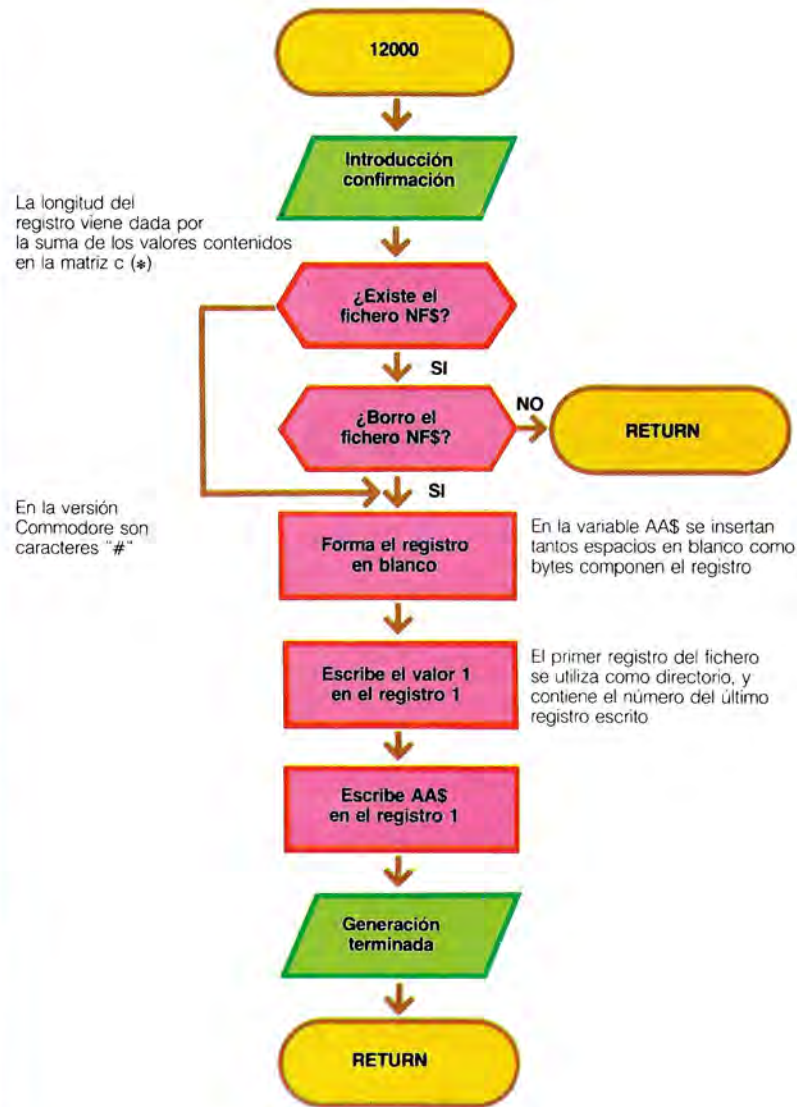 12000
Introducción
confirmación
La longitud del
registro viene dada por
la suma de los valores contenidos
en la matriz c (*)
¿Existe el
fichero NF$?
SI
¿Borro el
fichero NF$?
NO
RETURN
SI
En la versión
Commodore son
caracteres "#"
Forma el registro
en blanco
En la variable AA$ se insertan
tantos espacios en blanco como
bytes componen el registro
Escribe el valor 1
en el registro 1
El primer registro del fichero
se utiliza como directorio, y
contiene el número del último
registro escrito
Escribe AA$
en el registro 1
Generación
terminada
RETURN